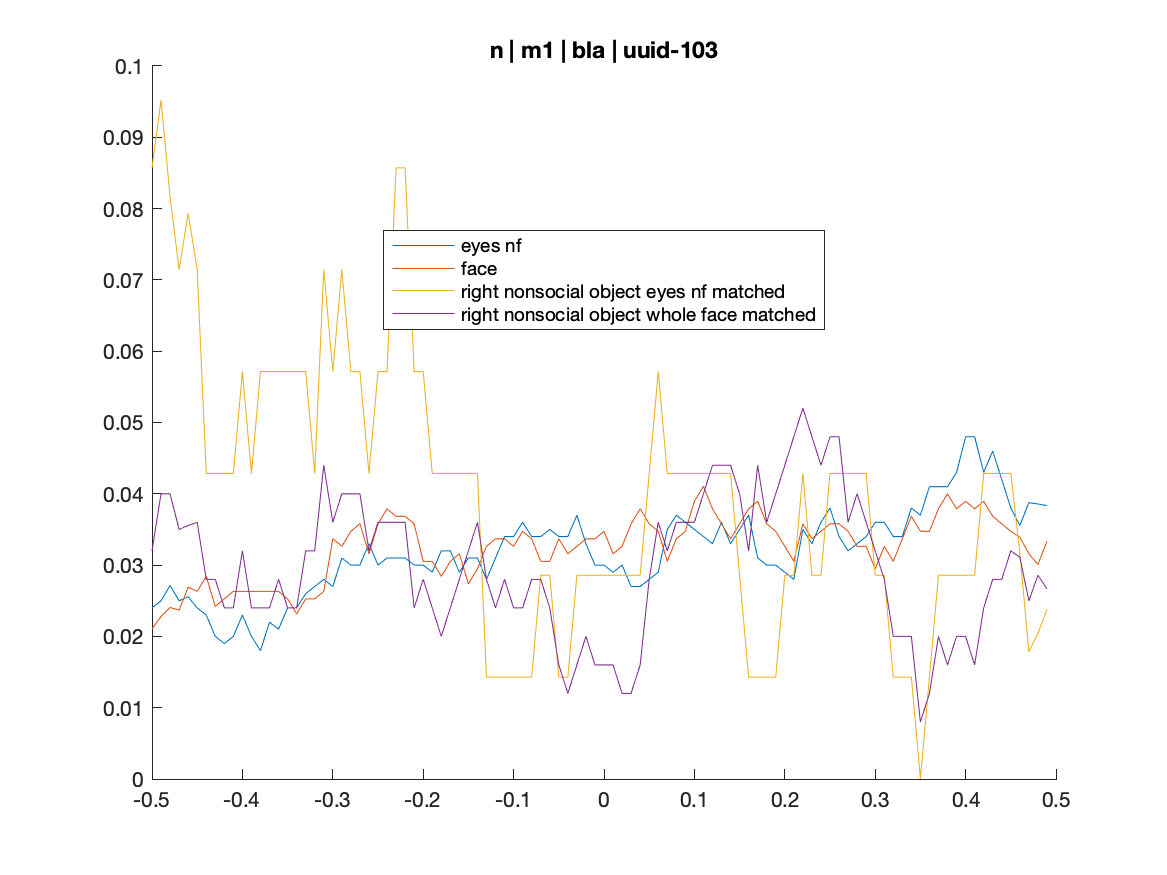 n | m1 | bla | uuid-103
0.1
0.09
0.08
0.07
0.06
0.05
0.04
0.03
0.02
0.01
0
eyes nf
face
right nonsocial object eyes nf matched
right nonsocial object whole face matched
-0.5 -0.4 -0.3 -0.2 -0.1 0 0.1 0.2 0.3 0.4 0.5